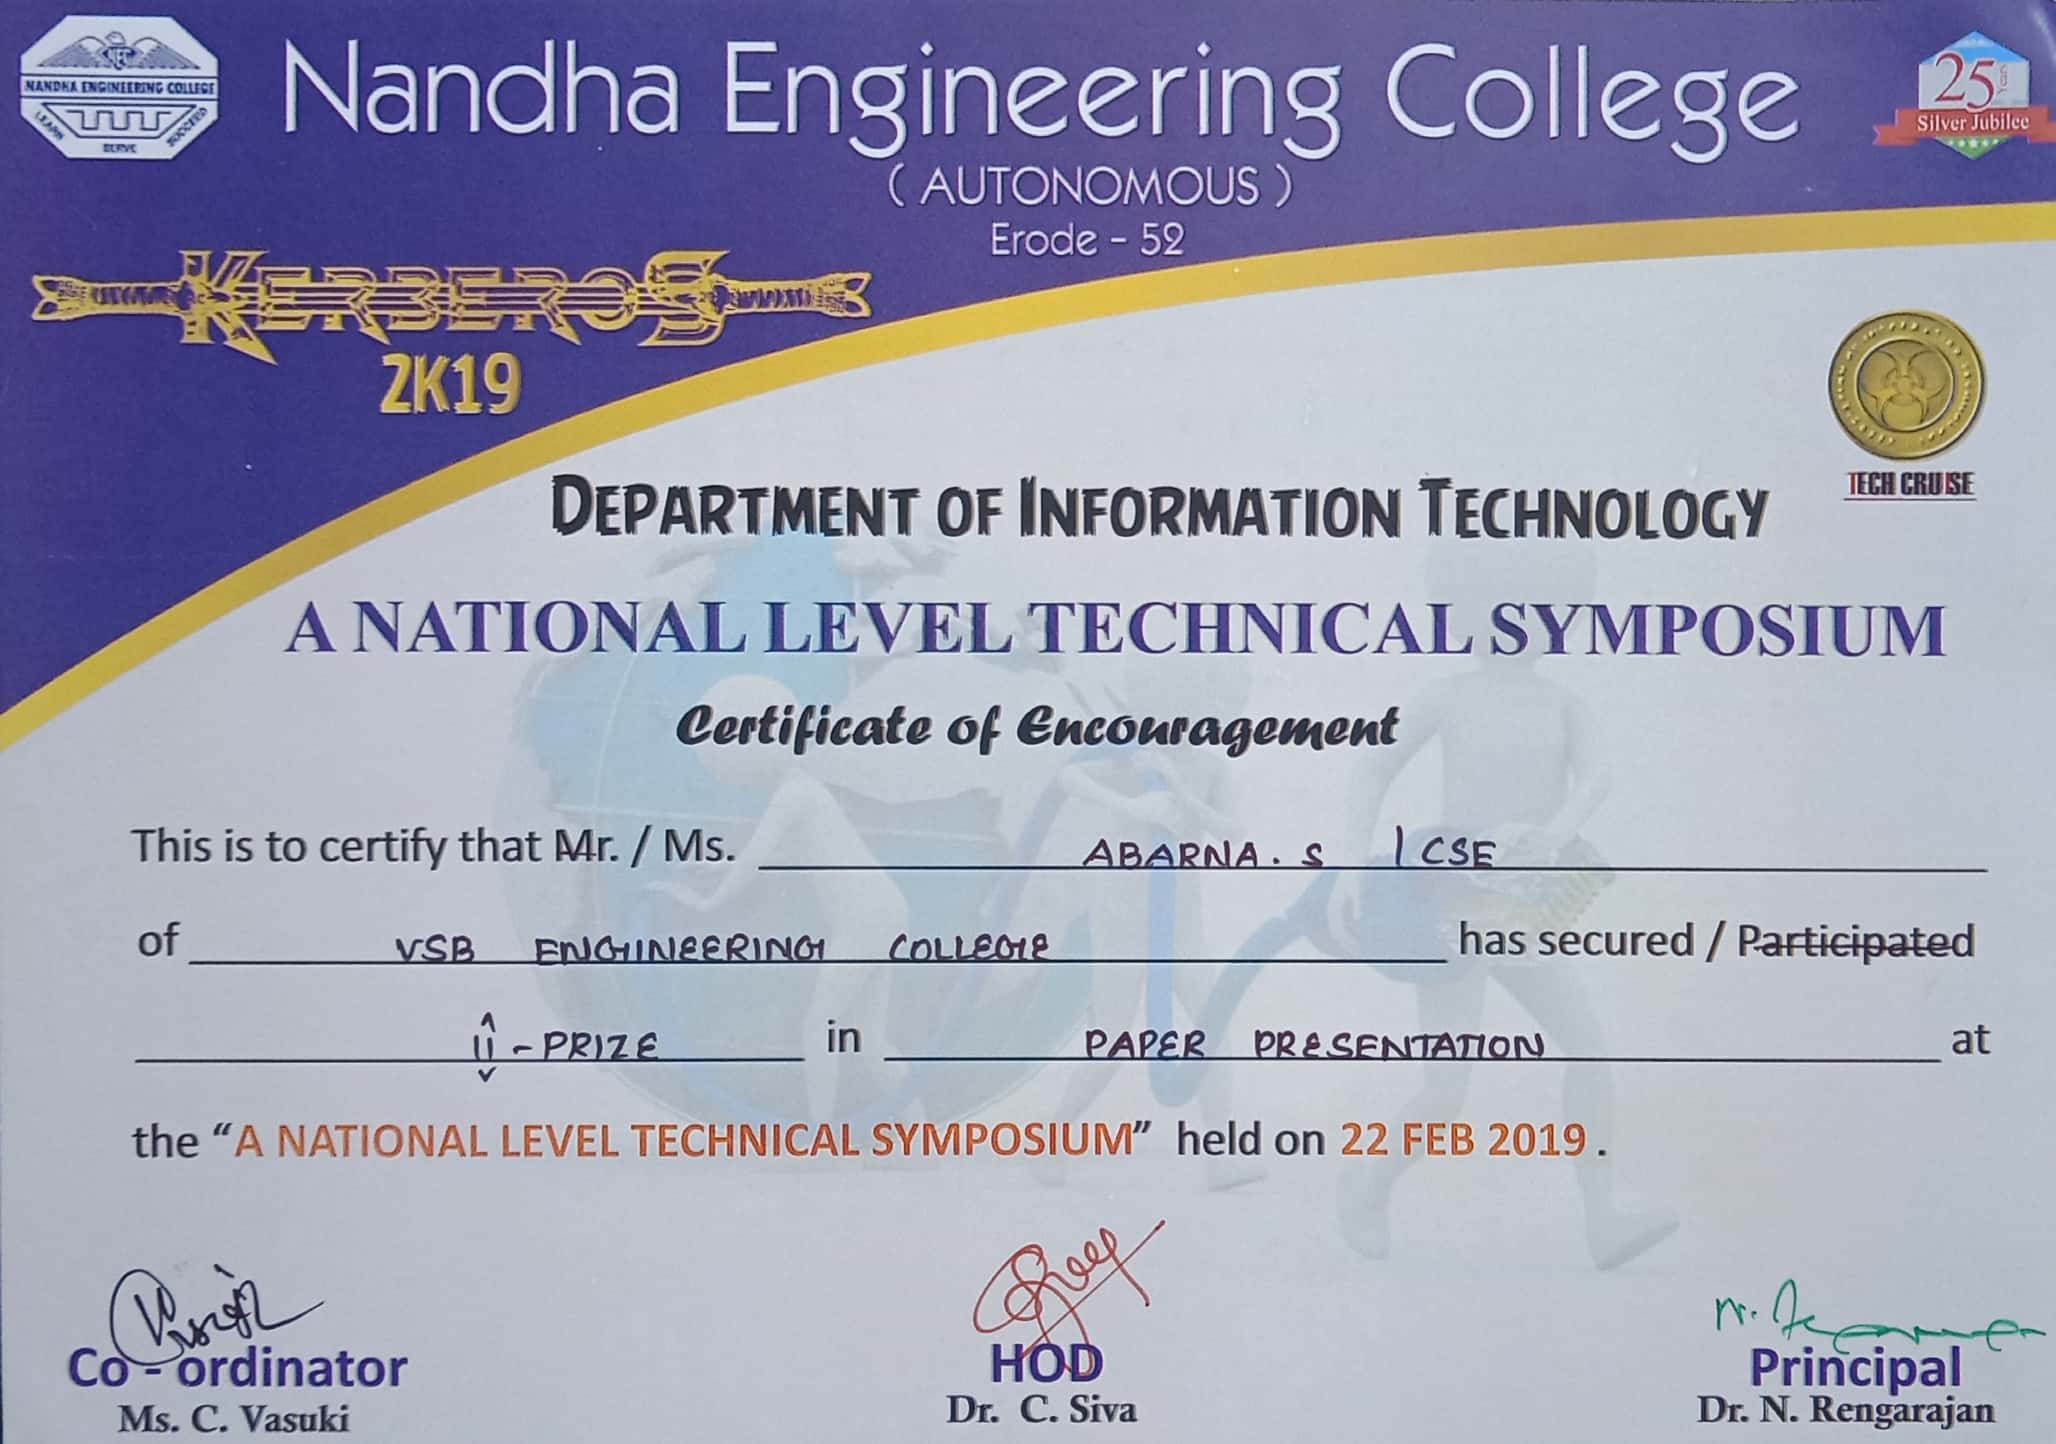 NANDHA ENGINEERING COLLEGE
LEARN
SERVE
SUCCEED
Nandha Engineering College
25
Silver Jubilee
( AUTONOMOUS )
Erode - 52
KERBEROS
2K19
TECH CRUISE
DEPARTMENT OF INFORMATION TECHNOLOGY
A NATIONAL LEVEL TECHNICAL SYMPOSIUM
Certificate of Encouragement
This is to certify that Mr. / Ms. ABARNA. S / CSE
of VSB ENGINEERING COLLEGE has secured / Participated
II - PRIZE in PAPER PRESENTATION at
the “A NATIONAL LEVEL TECHNICAL SYMPOSIUM” held on 22 FEB 2019 .
Co - ordinator
Ms. C. Vasuki
HOD
Dr. C. Siva
Principal
Dr. N. Rengarajan